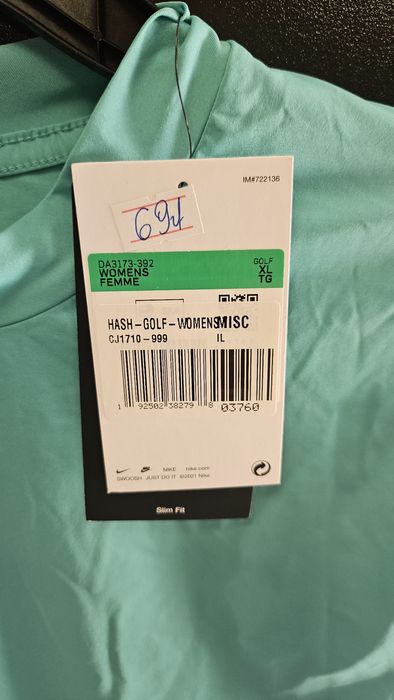 IM#722136
69zł
DA3173-392
WOMENS
FEMME
GOLF
XL
TG
HASH-GOLF-WOMENS MISC
CJ1710-999 IL
1 92502 38279 8 03760
NIKE nike.com
SWOOSH JUST DO IT ©2021 Nike
Slim Fit